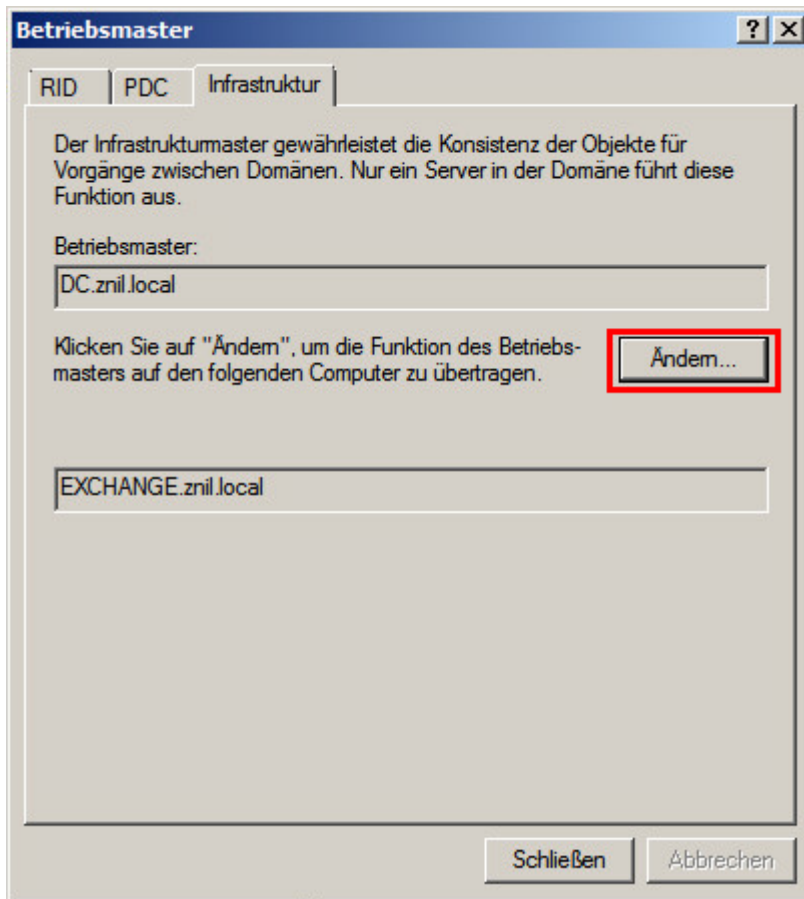 Betriebsmaster
RID
PDC
Infrastruktur
Der Infrastrukturmaster gewährleistet die Konsistenz der Objekte für
Vorgänge zwischen Domänen. Nur ein Server in der Domäne führt diese
Funktion aus.
Betriebsmaster:
DC.znil.local
Klicken Sie auf "Ändern", um die Funktion des Betriebs-
masters auf den folgenden Computer zu übertragen.
Ändern...
EXCHANGE.znil.local
Schließen
Abbrechen